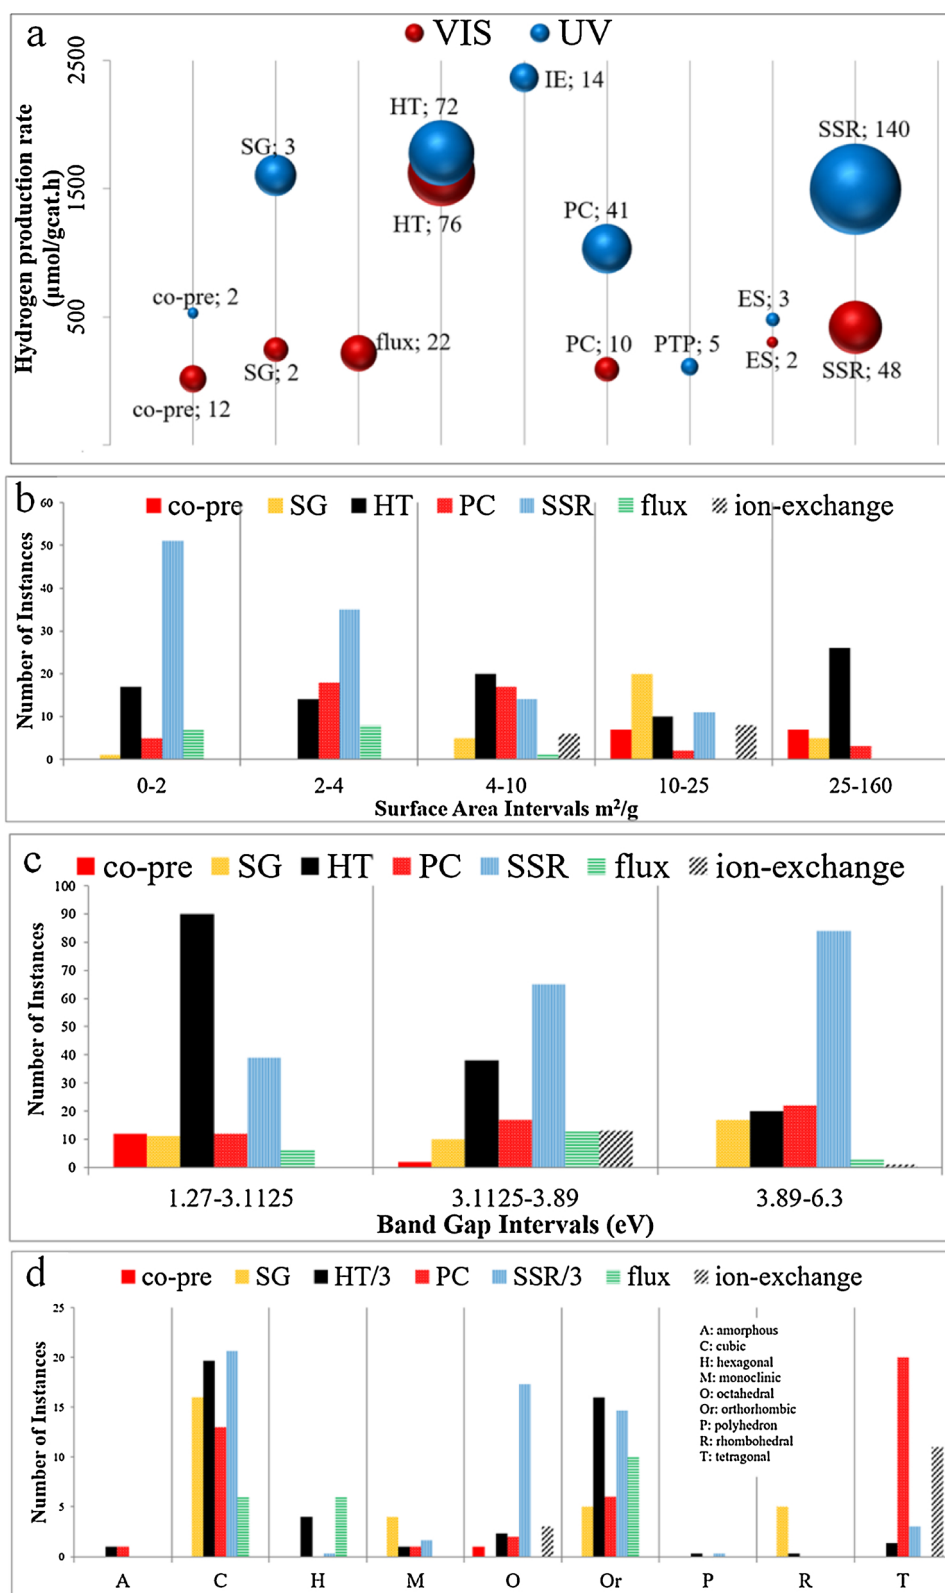 a
VIS UV
Hydrogen production rate
(µmol/gcat.h)
2500
1500
500
IE; 14
HT; 72
SSR; 140
SG; 3
PC; 41
HT; 76
co-pre; 2
ES; 3
flux; 22
PC; 10
PTP; 5
ES; 2
SG; 2
SSR; 48
co-pre; 12
b
co-pre SG HT PC SSR flux ion-exchange
Number of Instances
60
50
40
30
20
10
0
0-2 2-4 4-10 10-25 25-160
Surface Area Intervals m²/g
c
co-pre SG HT PC SSR flux ion-exchange
Number of Instances
100
90
80
70
60
50
40
30
20
10
0
1.27-3.1125 3.1125-3.89 3.89-6.3
Band Gap Intervals (eV)
d
co-pre SG HT/3 PC SSR/3 flux ion-exchange
Number of Instances
25
20
15
10
5
0
A: amorphous
C: cubic
H: hexagonal
M: monoclinic
O: octahedral
Or: orthorhombic
P: polyhedron
R: rhombohedral
T: tetragonal
A C H M O Or P R T